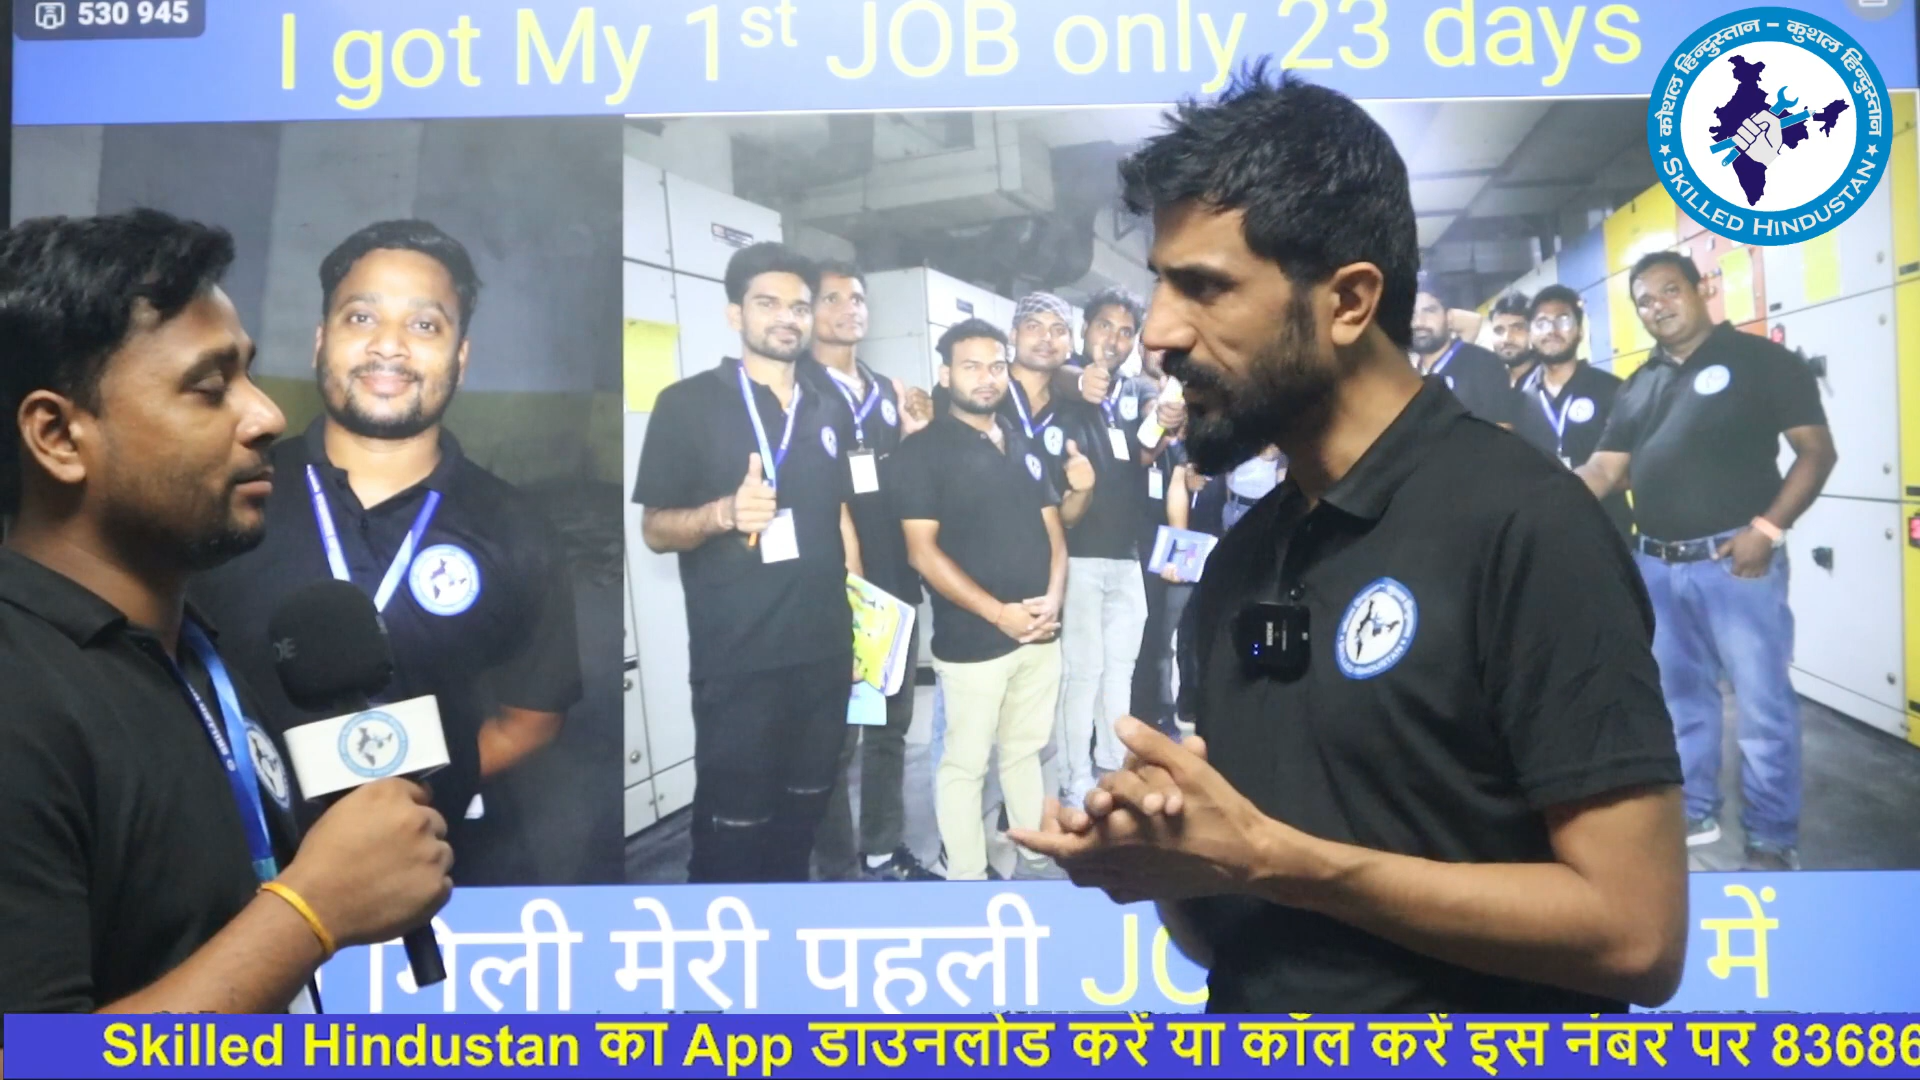 530 945
I got My 1st JOB only 23 days
कौशल हिन्दुस्तान - कुशल हिन्दुस्तान
SKILLED HINDUSTAN
RODE
मिली मेरी पहली
में
Skilled Hindustan का App डाउनलोड करें या कॉल करें इस नंबर पर 83686